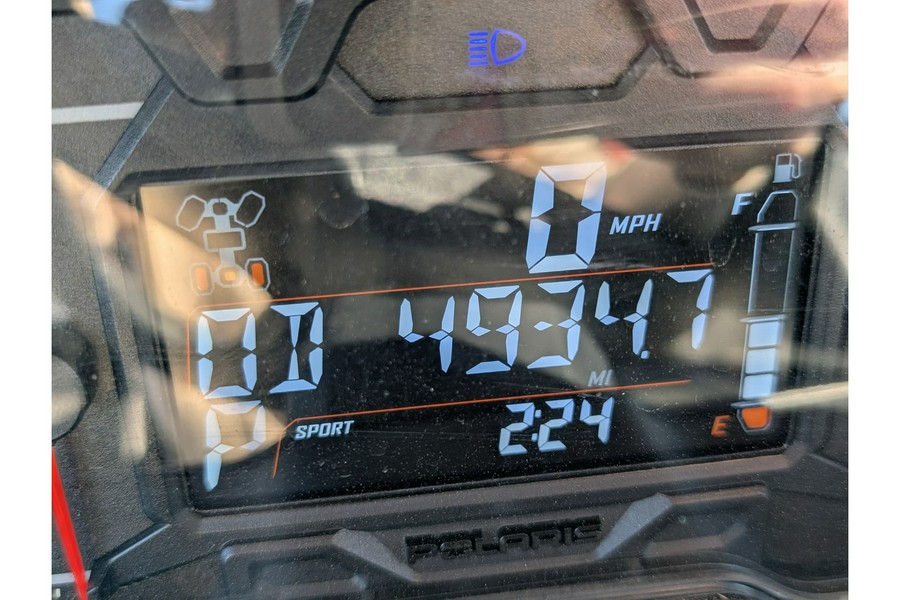 0 MPH
F
OD 4934.7
MI
P SPORT 2:24
E
POLARIS